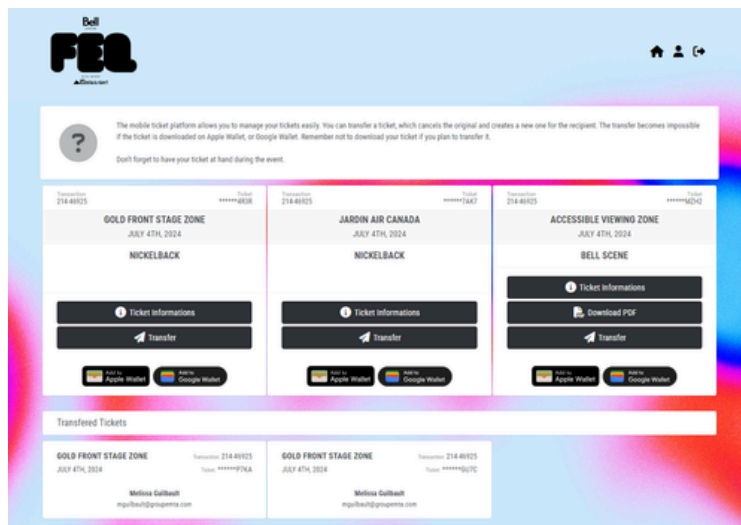 Bell
FEQ
The mobile ticket platform allows you to manage your tickets easily. You can transfer a ticket, which cancels the original and creates a new one for the recipient. The transfer becomes impossible
if the ticket is downloaded on Apple Wallet, or Google Wallet. Remember not to download your ticket if you plan to transfer it.
Don't forget to have your ticket at hand during the event.
Transaction Ticket
214-46925 ******4R3R
GOLD FRONT STAGE ZONE
JULY 4TH, 2024
NICKELBACK
Ticket Informations
Transfer
Add to
Apple Wallet
Add to
Google Wallet
Transaction Ticket
214-46925 ******7AK7
JARDIN AIR CANADA
JULY 4TH, 2024
NICKELBACK
Ticket Informations
Transfer
Add to
Apple Wallet
Add to
Google Wallet
Transaction Ticket
214-46925 ******MZH2
ACCESSIBLE VIEWING ZONE
JULY 4TH, 2024
BELL SCENE
Ticket Informations
Download PDF
Transfer
Add to
Apple Wallet
Add to
Google Wallet
Transfered Tickets
GOLD FRONT STAGE ZONE Transaction 214-46925
JULY 4TH, 2024 Ticket ******P7KA
Melissa Guilbault
mguilbault@groupemta.com
GOLD FRONT STAGE ZONE Transaction 214-46925
JULY 4TH, 2024 Ticket ******GU7C
Melissa Guilbault
mguilbault@groupemta.com